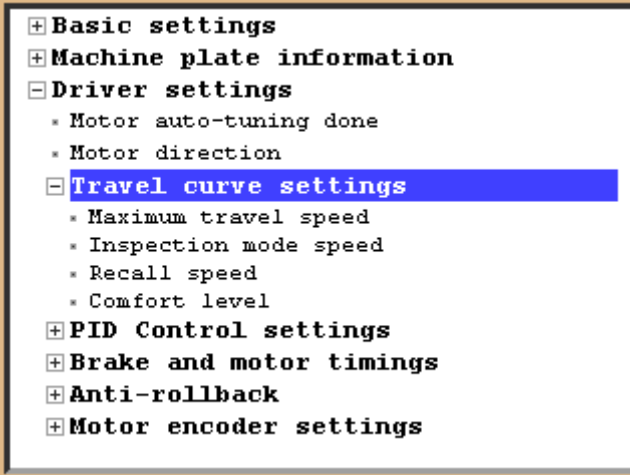 Basic settings
Machine plate information
Driver settings
Motor auto-tuning done
Motor direction
Travel curve settings
Maximum travel speed
Inspection mode speed
Recall speed
Comfort level
PID Control settings
Brake and motor timings
Anti-rollback
Motor encoder settings